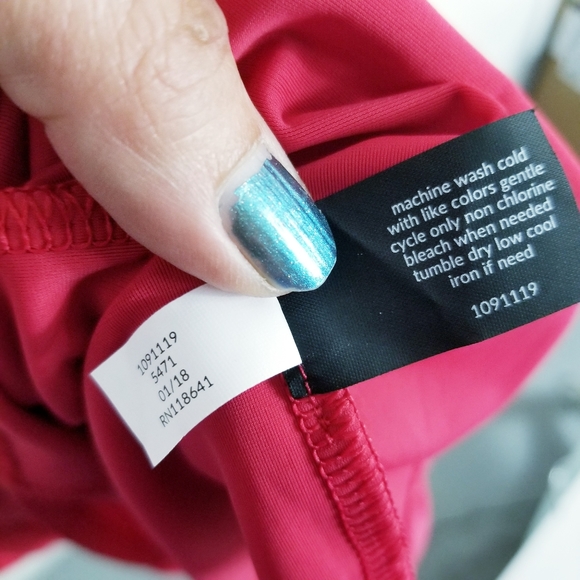 machine wash cold
with like colors gentle
cycle only non chlorine
bleach when needed
tumble dry low cool
iron if need
1091119
1091119
5471
01/18
RN118641